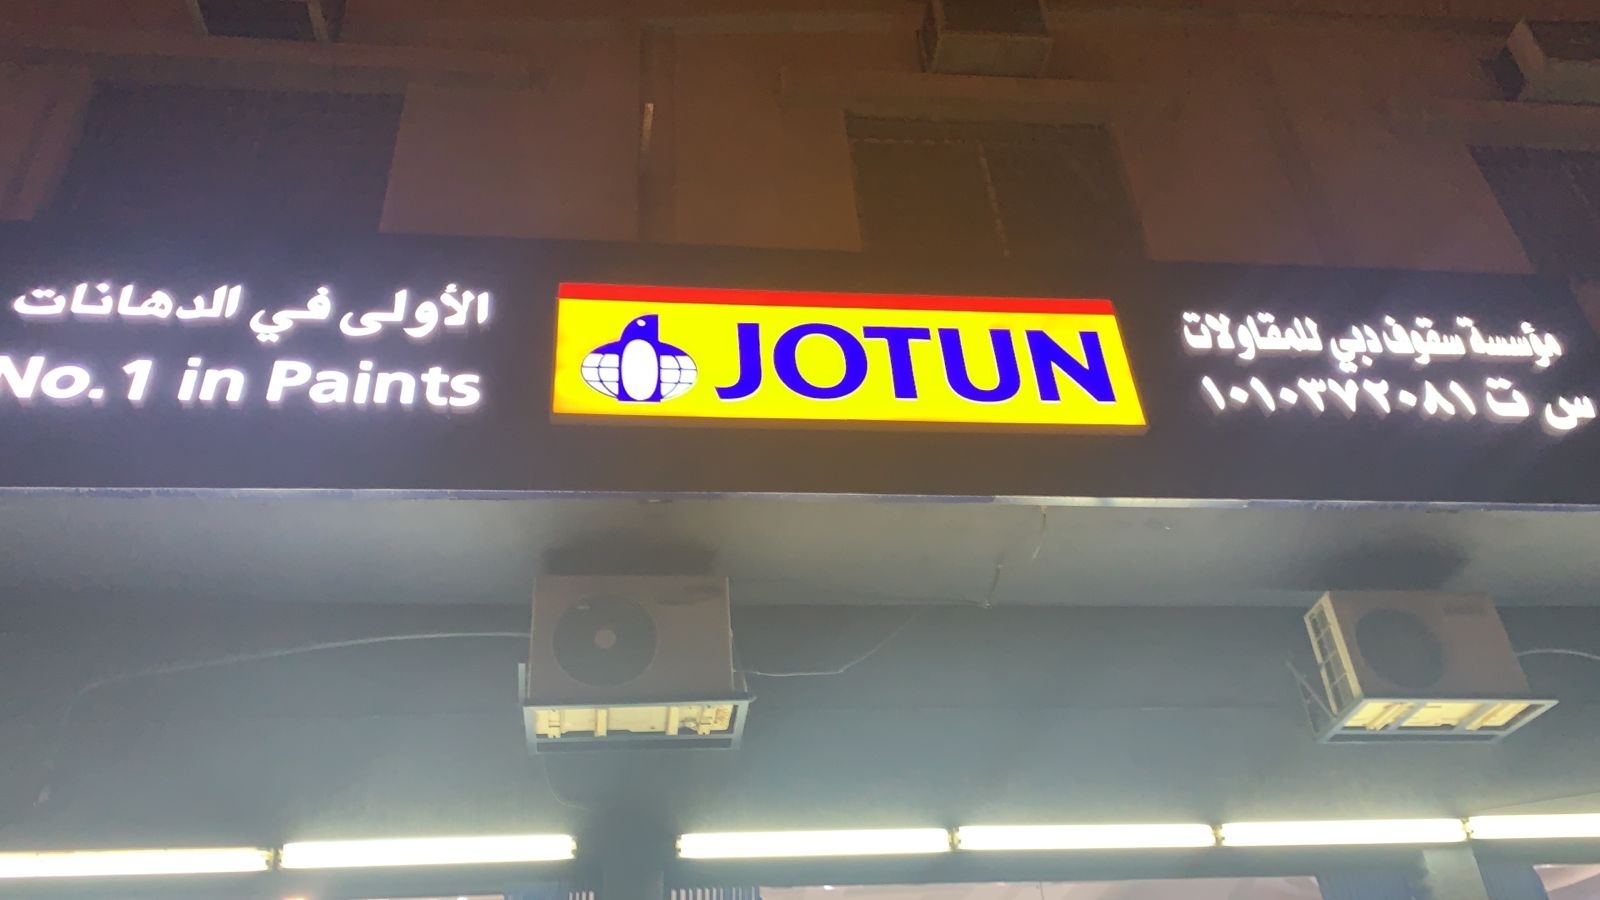 الأولى في الدهانات
No. 1 in Paints
JOTUN
مؤسسة سقوف دبي للمقاولات
س ت ١٠١٠٣٧٢٠٨١